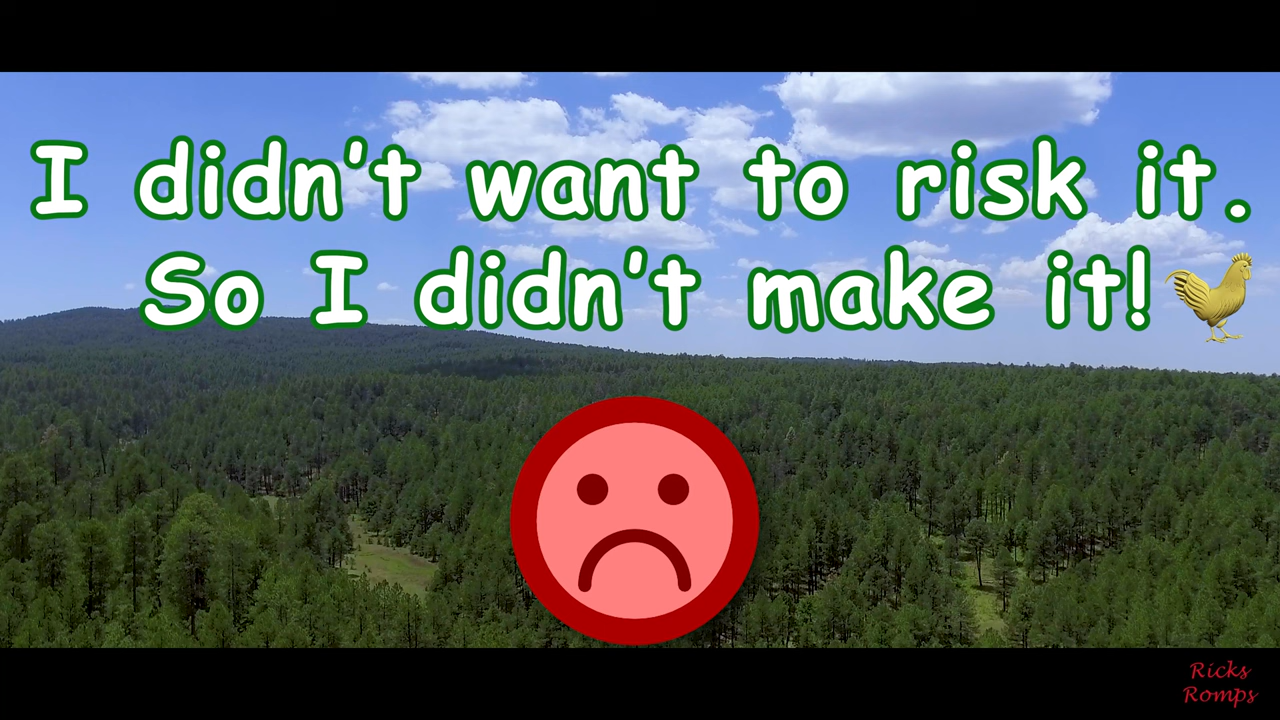 I didn't want to risk it.
So I didn't make it!
Ricks
Romps